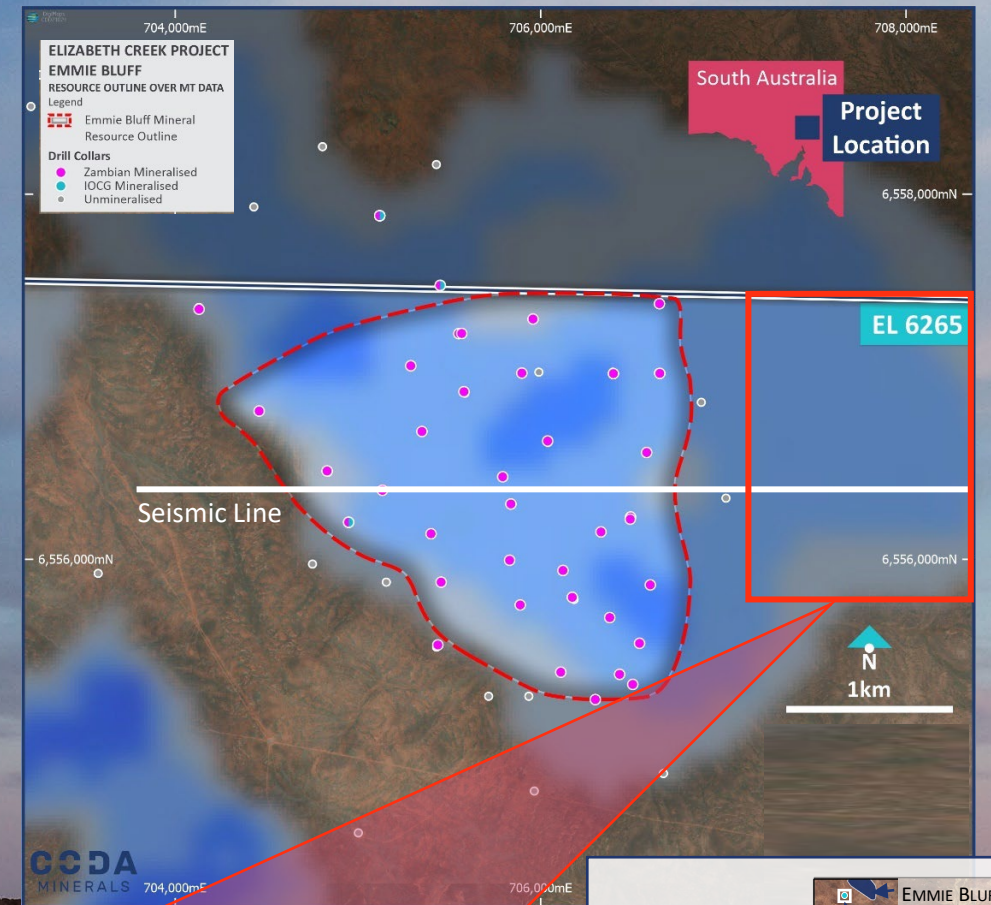 704,000mE
706,000mE
708,000mE
ELIZABETH CREEK PROJECT
EMMIE BLUFF
RESOURCE OUTLINE OVER MT DATA
Legend
Emmie Bluff Mineral
Resource Outline
Drill Collars
Zambian Mineralised
IOCG Mineralised
Unmineralised
South Australia
Project
Location
6,558,000mN
EL 6265
Seismic Line
6,556,000mN
6,556,000mN
N
1km
CODA
MINERALS
704,000mE
706,000mE
EMMIE BLUF